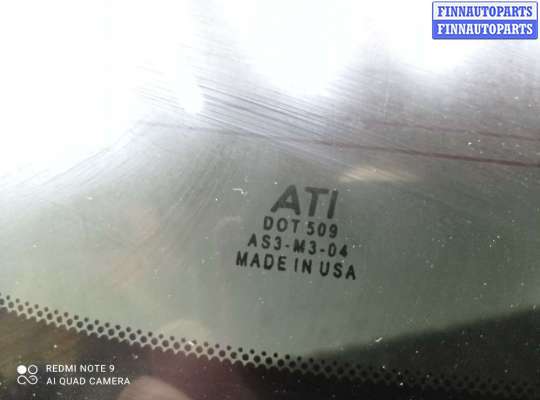 FINNAUTOPARTS
FINNAUTOPARTS
ATI
DOT 509
AS3-M3-04
MADE IN USA
REDMI NOTE 9
AI QUAD CAMERA